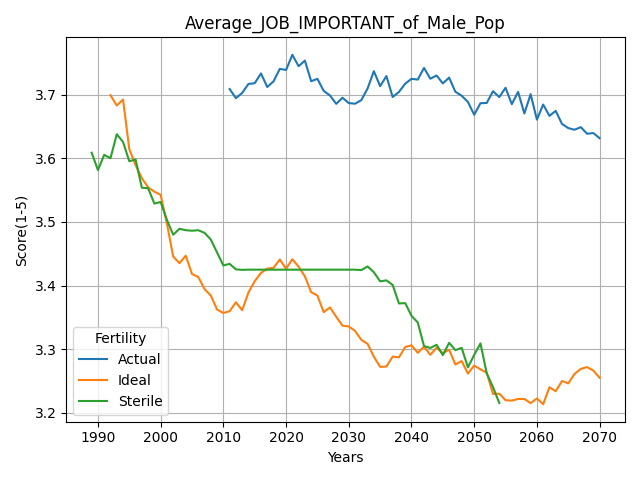 Average_JOB_IMPORTANT_of_Male_Pop
Score(1-5)
3.7
3.6
3.5
3.4
3.3
3.2
Fertility
Actual
Ideal
Sterile
1990 2000 2010 2020 2030 2040 2050 2060 2070
Years